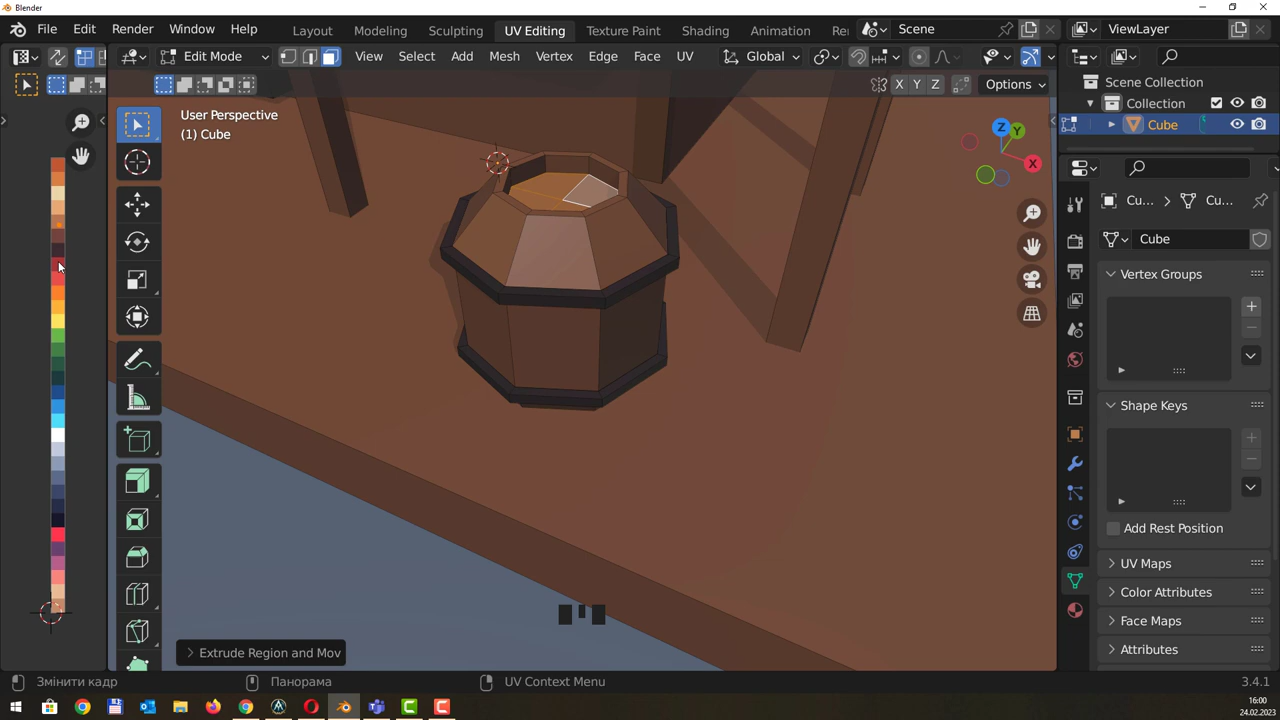 Blender
File Edit Render Window Help Layout Modeling Sculpting UV Editing Texture Paint Shading Animation Re Scene ViewLayer
Edit Mode View Select Add Mesh Vertex Edge Face UV Global
X Y Z Options
User Perspective
(1) Cube
Z Y X
Scene Collection
Collection
Cube
Cu... Cu...
Cube
Vertex Groups
Shape Keys
Add Rest Position
UV Maps
Color Attributes
Face Maps
Attributes
Extrude Region and Mov
Змінити кадр Панорама UV Context Menu 3.4.1
16:00
24.02.2023